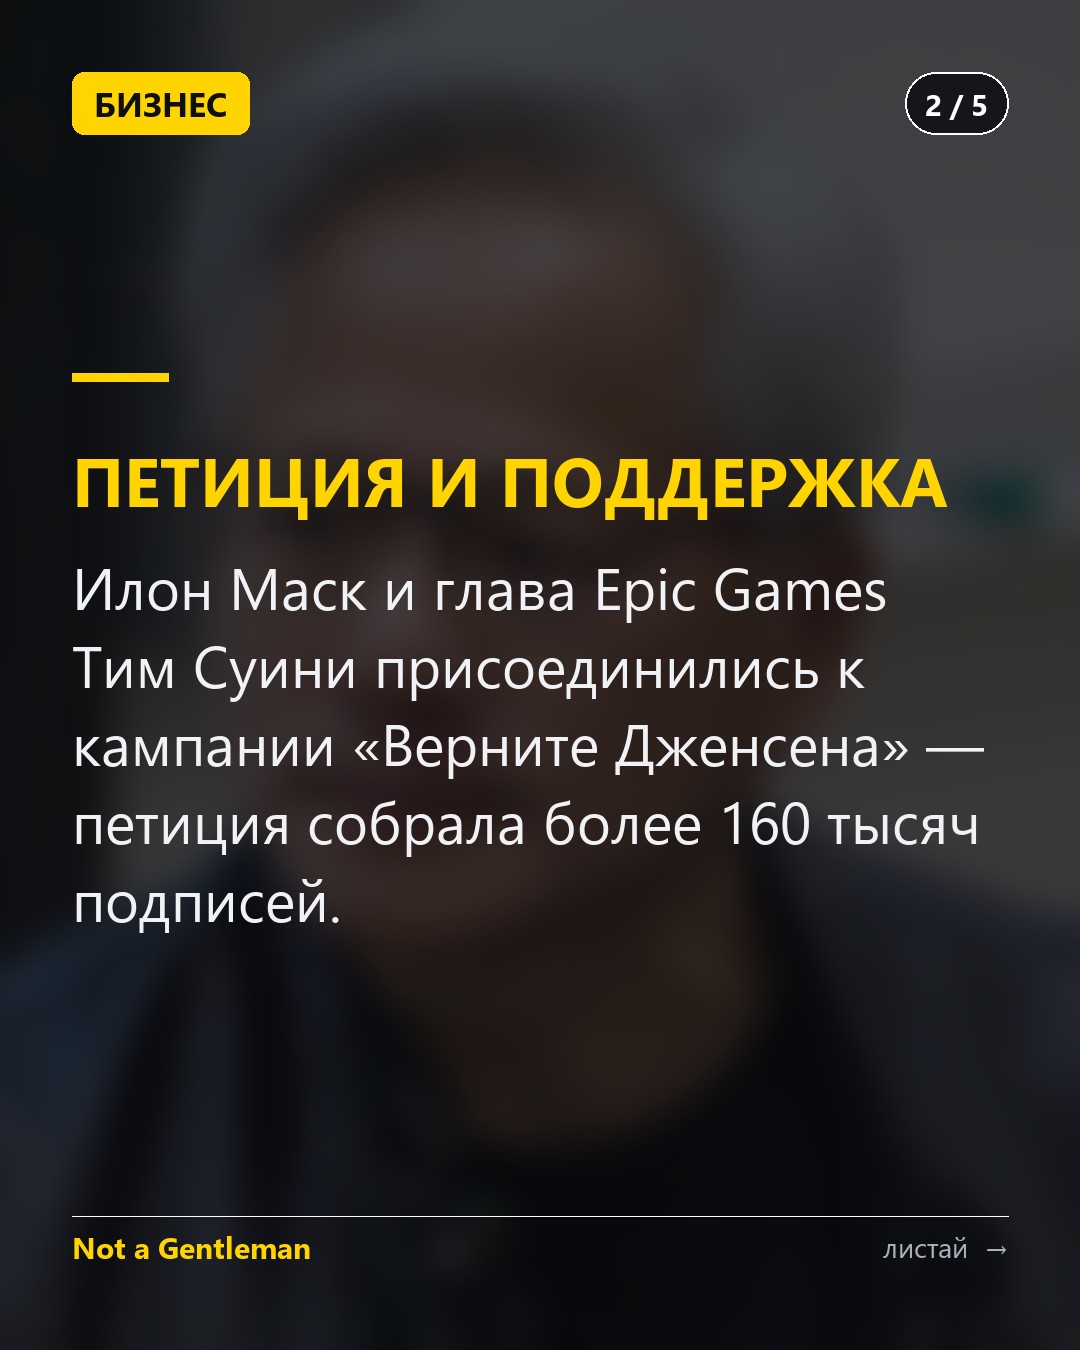 БИЗНЕС
2 / 5
ПЕТИЦИЯ И ПОДДЕРЖКА
Илон Маск и глава Epic Games
Тим Суини присоединились к
кампании «Верните Дженсена» —
петиция собрала более 160 тысяч
подписей.
Not a Gentleman
листай →